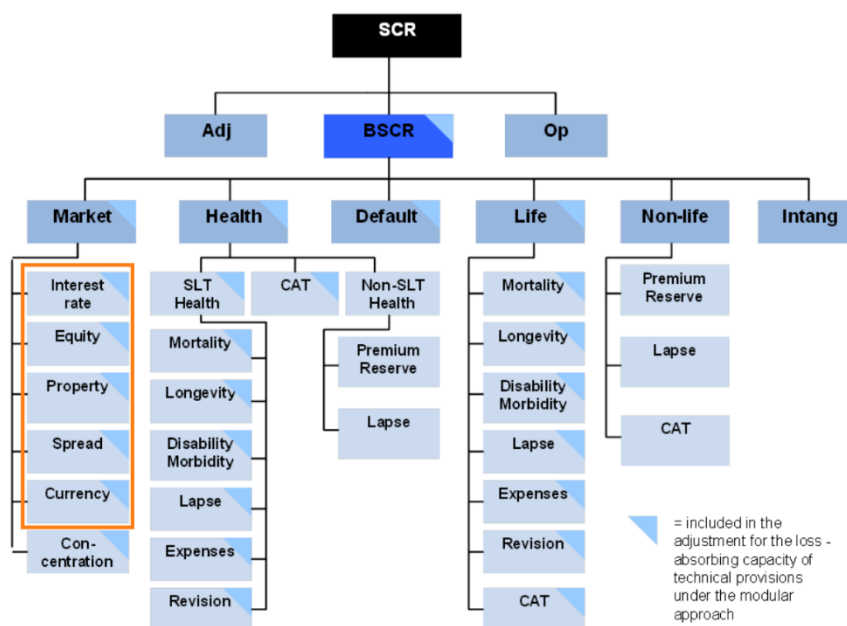 SCR
Adj
BSCR
Op
Market
Health
Default
Life
Non-life
Intang
Interest
rate
Equity
Property
Spread
Currency
Con-
centration
SLT
Health
CAT
Non-SLT
Health
Mortality
Longevity
Disability
Morbidity
Lapse
Expenses
Revision
Premium
Reserve
Lapse
Mortality
Longevity
Disability
Morbidity
Lapse
Expenses
Revision
CAT
Premium
Reserve
Lapse
CAT
= included in the
adjustment for the loss -
absorbing capacity of
technical provisions
under the modular
approach